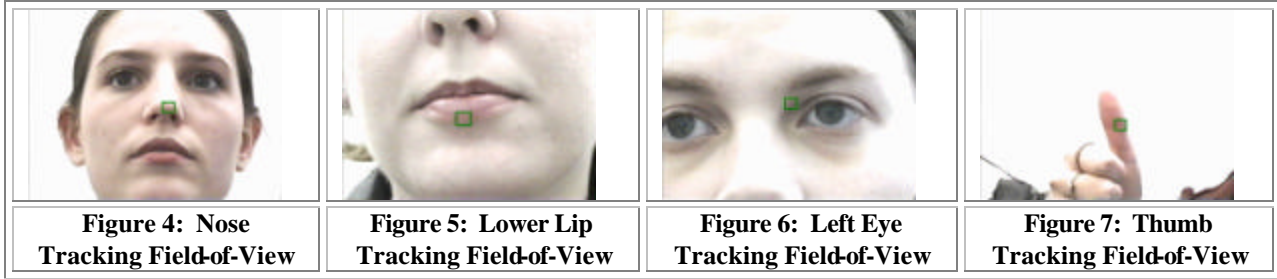 Figure 4: Nose
Tracking Field-of-View
Figure 5: Lower Lip
Tracking Field-of-View
Figure 6: Left Eye
Tracking Field-of-View
Figure 7: Thumb
Tracking Field-of-View